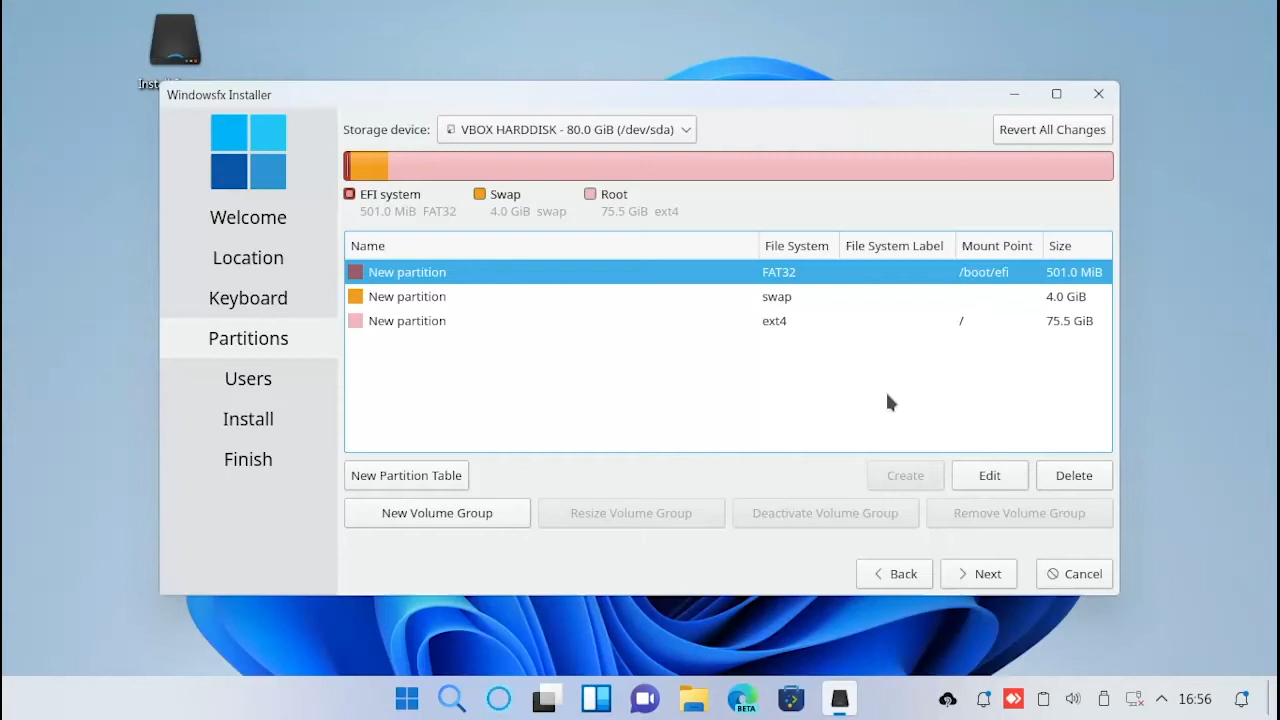 Windowsfx Installer
Storage device: VBOX HARDDISK - 80.0 GiB (/dev/sda) Revert All Changes
EFI system Swap Root
501.0 MiB FAT32 4.0 GiB swap 75.5 GiB ext4
Welcome
Location
Keyboard
Partitions
Users
Install
Finish
Name File System File System Label Mount Point Size
New partition FAT32 /boot/efi 501.0 MiB
New partition swap 4.0 GiB
New partition ext4 / 75.5 GiB
New Partition Table Create Edit Delete
New Volume Group Resize Volume Group Deactivate Volume Group Remove Volume Group
Back Next Cancel
BETA
16:56